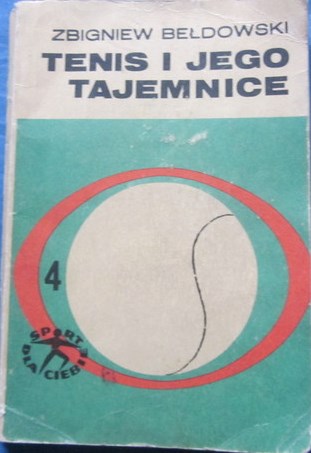 ZBIGNIEW BEŁDOWSKI
TENIS I JEGO
TAJEMNICE
4
SPORT
DLA CIEBIE